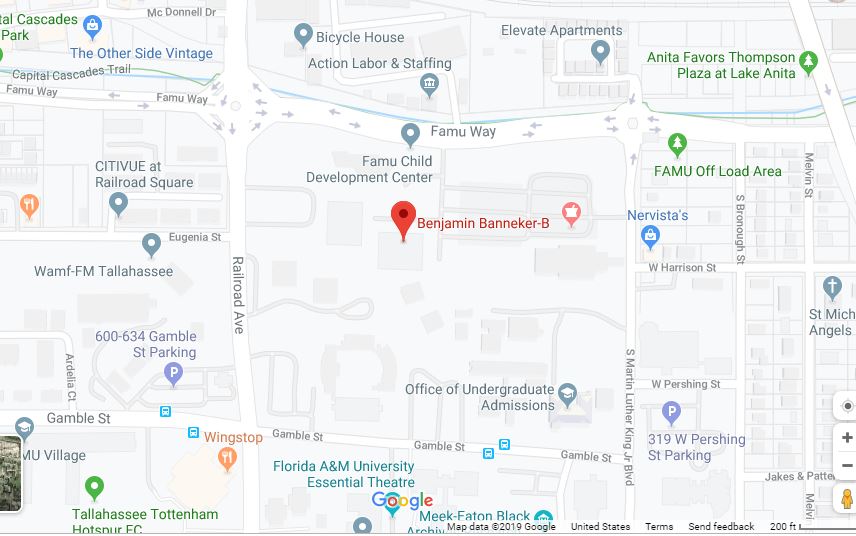 Mc Donnell Dr
tal Cascades
Park
The Other Side Vintage
Bicycle House
Elevate Apartments
Action Labor & Staffing
Anita Favors Thompson
Plaza at Lake Anita
Capital Cascades Trail
Famu Way
Famu Way
Famu Way
Famu Child
Development Center
CITIVUE at
Railroad Square
FAMU Off Load Area
Melvin St
S Bronough St
Benjamin Banneker-B
Nervista's
Eugenia St
Wamf-FM Tallahassee
W Harrison St
Railroad Ave
St Mich
Angels
600-634 Gamble
St Parking
Ardelia Ct
S Martin Luther King Jr Blvd
Office of Undergraduate
Admissions
W Pershing St
319 W Pershing
St Parking
Gamble St
Wingstop
Gamble St
Gamble St
Gamble St
MU Village
Florida A&M University
Essential Theatre
Jakes & Patte
Tallahassee Tottenham
Hotspur FC
Google
Meek-Eaton Black
Archiv
Melvin
Map data ©2019 Google United States Terms Send feedback 200 ft